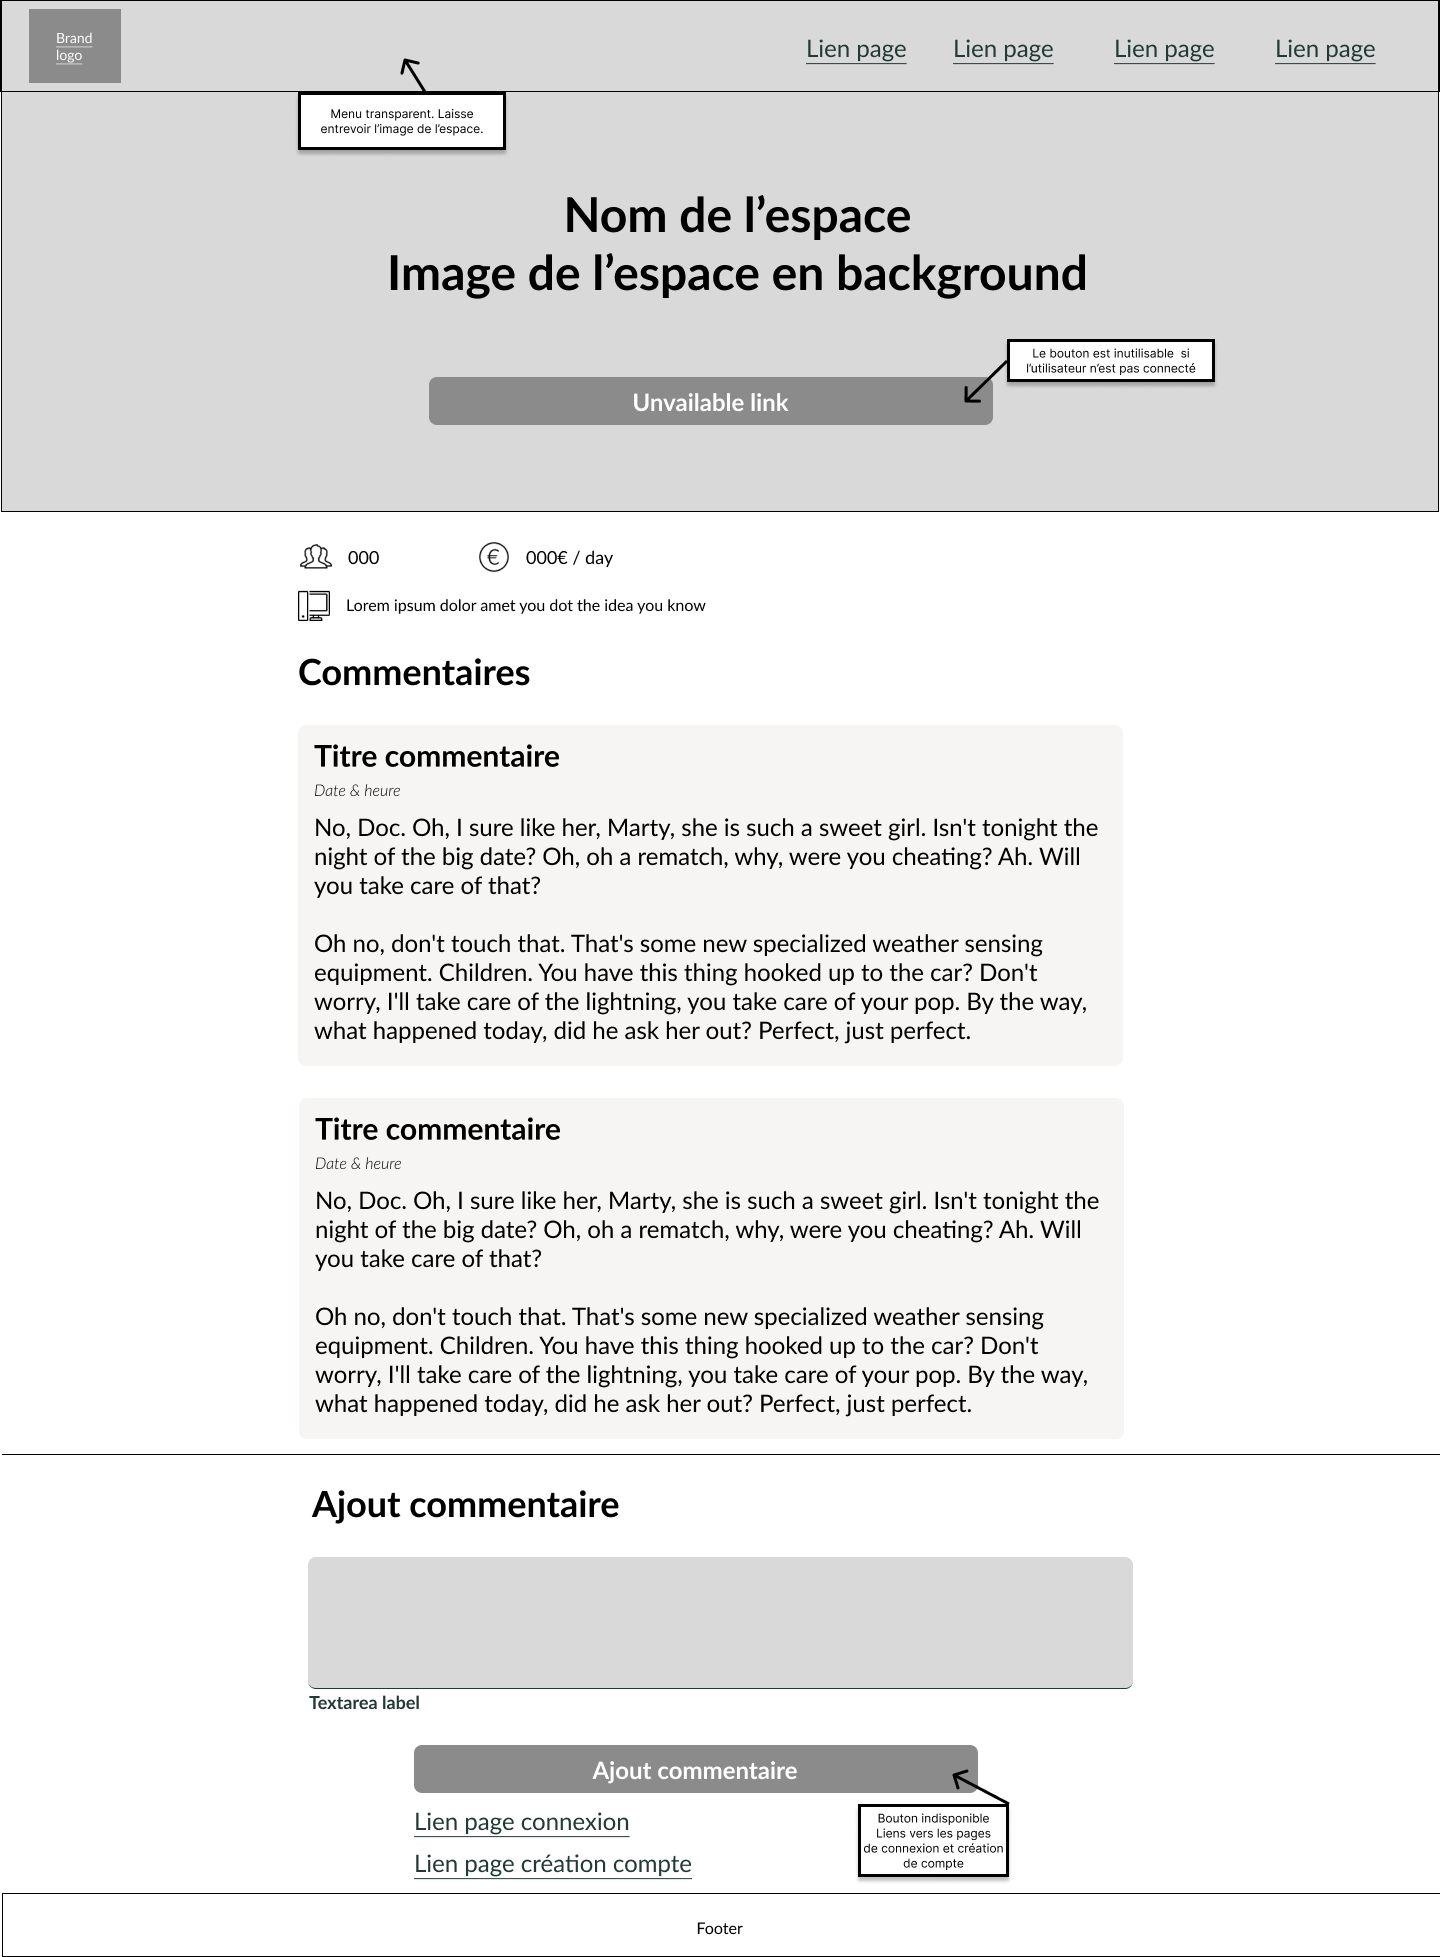 Brand
logo
Lien page
Lien page
Lien page
Lien page
Menu transparent. Laisse
entrevoir l'image de l'espace.
Nom de l’espace
Image de l’espace en background
Le bouton est inutilisable  si
l'utilisateur n'est pas connecté
Unvailable link
000
€
000€ / day
Lorem ipsum dolor amet you dot the idea you know
Commentaires
Titre commentaire
Date & heure
No, Doc. Oh, I sure like her, Marty, she is such a sweet girl. Isn't tonight the
night of the big date? Oh, oh a rematch, why, were you cheating? Ah. Will
you take care of that?
Oh no, don't touch that. That's some new specialized weather sensing
equipment. Children. You have this thing hooked up to the car? Don't
worry, I'll take care of the lightning, you take care of your pop. By the way,
what happened today, did he ask her out? Perfect, just perfect.
Titre commentaire
Date & heure
No, Doc. Oh, I sure like her, Marty, she is such a sweet girl. Isn't tonight the
night of the big date? Oh, oh a rematch, why, were you cheating? Ah. Will
you take care of that?
Oh no, don't touch that. That's some new specialized weather sensing
equipment. Children. You have this thing hooked up to the car? Don't
worry, I'll take care of the lightning, you take care of your pop. By the way,
what happened today, did he ask her out? Perfect, just perfect.
Ajout commentaire
Textarea label
Ajout commentaire
Lien page connexion
Lien page création compte
Bouton indisponible
Liens vers les pages
de connexion et création
de compte
Footer